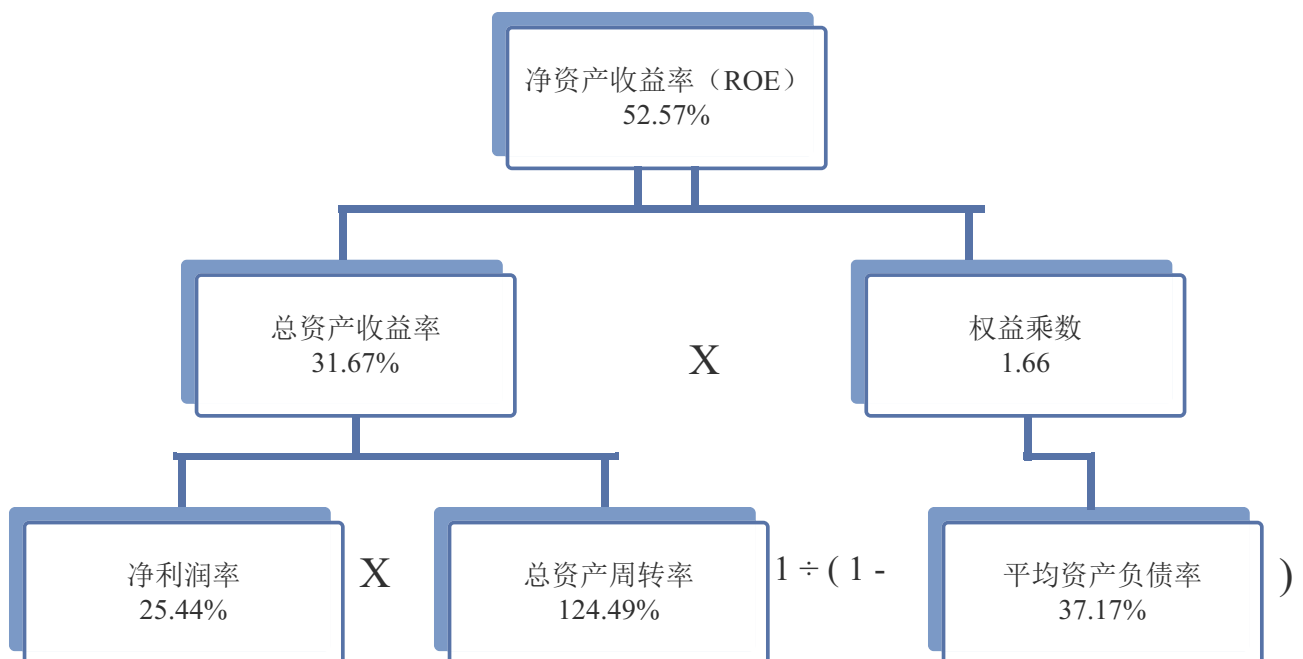 净资产收益率（ROE）
52.57%
总资产收益率
31.67%
X
权益乘数
1.66
净利润率
25.44%
X
总资产周转率
124.49%
1 ÷ ( 1 -
平均资产负债率
37.17%
)